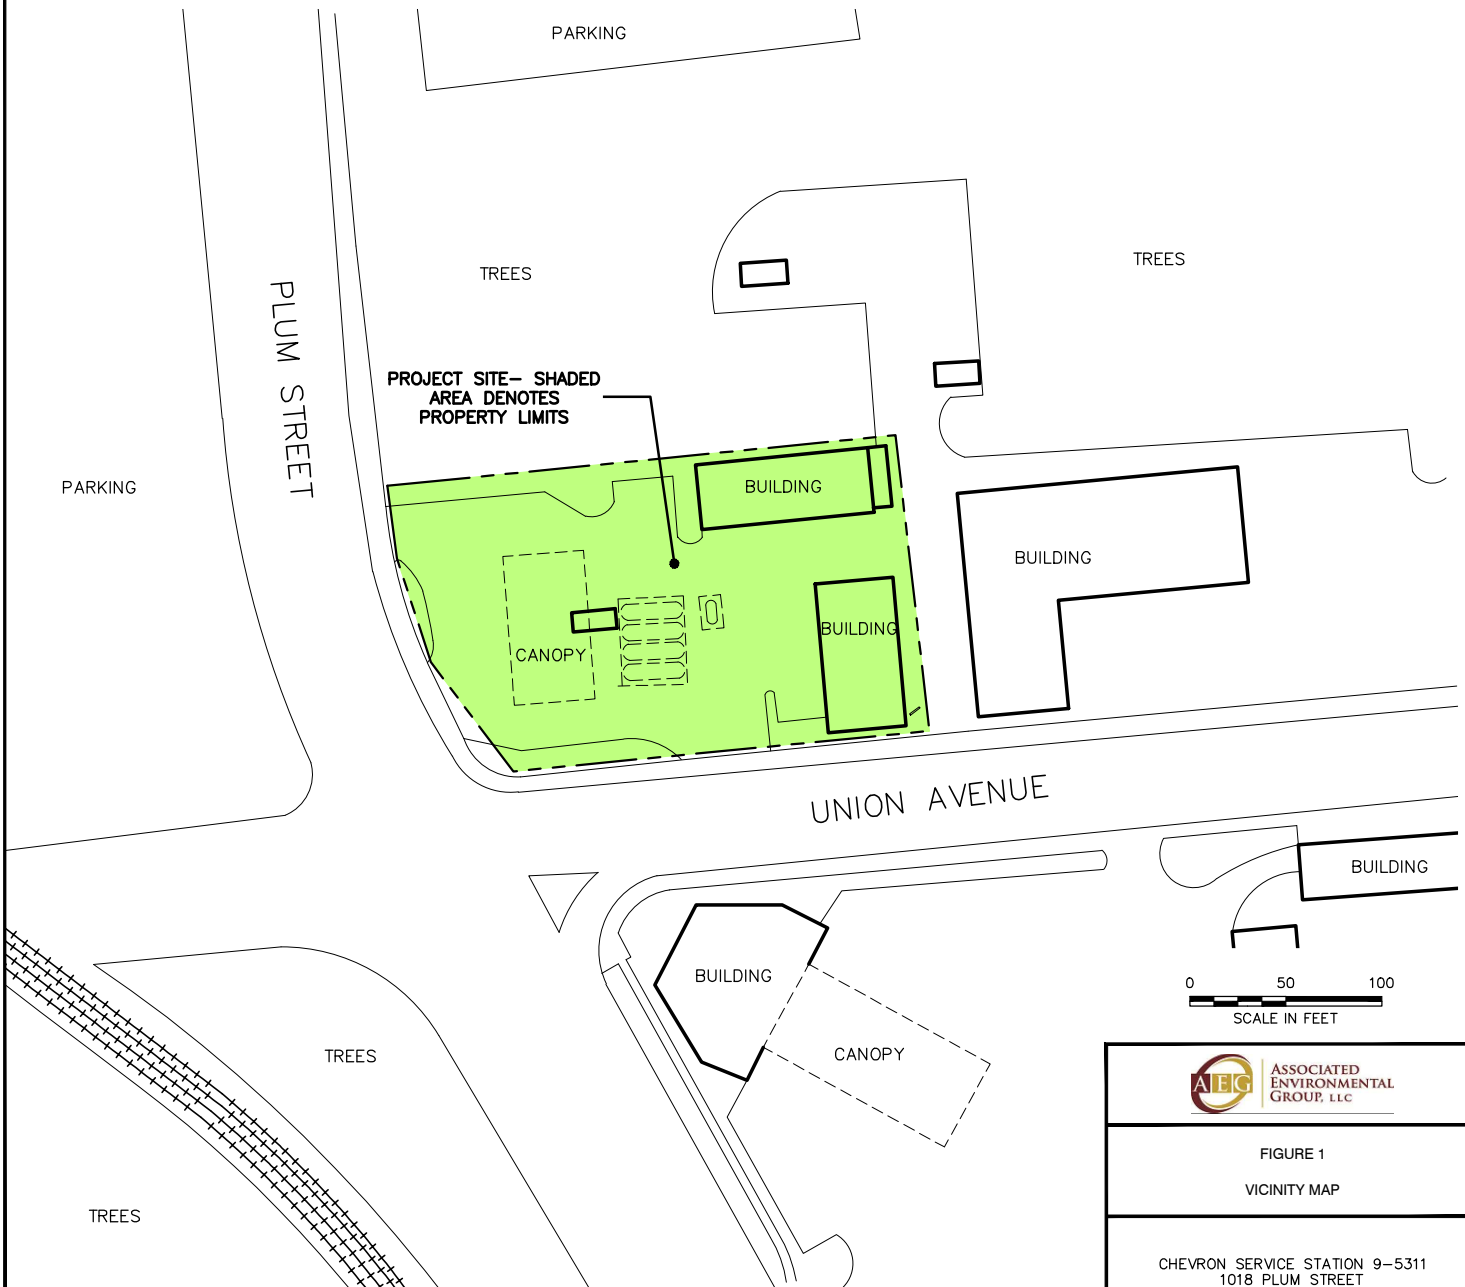 PARKING
TREES
TREES
PLUM STREET
PROJECT SITE– SHADED
AREA DENOTES
PROPERTY LIMITS
PARKING
BUILDING
BUILDING
BUILDING
CANOPY
UNION AVENUE
BUILDING
BUILDING
CANOPY
TREES
TREES
0 50 100
SCALE IN FEET
AEG
ASSOCIATED
ENVIRONMENTAL
GROUP, LLC
FIGURE 1
VICINITY MAP
CHEVRON SERVICE STATION 9–5311
1018 PLUM STREET